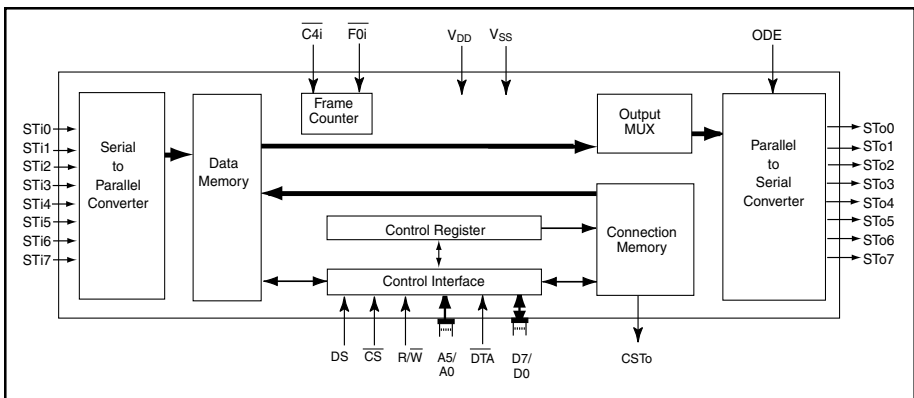 C4i
F0i
VDD
VSS
ODE
Frame
Counter
Output
MUX
STi0
STi1
STi2
STi3
STi4
STi5
STi6
STi7
Serial
to
Parallel
Converter
Data
Memory
Parallel
to
Serial
Converter
STo0
STo1
STo2
STo3
STo4
STo5
STo6
STo7
Control Register
Connection
Memory
Control Interface
DS
CS
R/W
A5/
A0
DTA
D7/
D0
CSTo